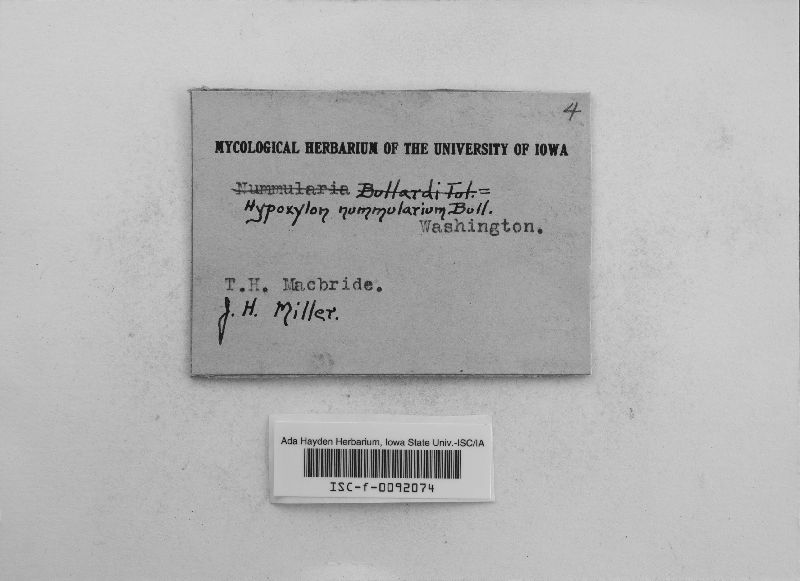 4
MYCOLOGICAL HERBARIUM OF THE UNIVERSITY OF IOWA
Nummularia Bullardi Tul. =
Hypoxylon nummularium Bull.
Washington.
T.H. Macbride.
J. H. Miller.
Ada Hayden Herbarium, Iowa State Univ.-ISC/IA
ISC-f-0092074